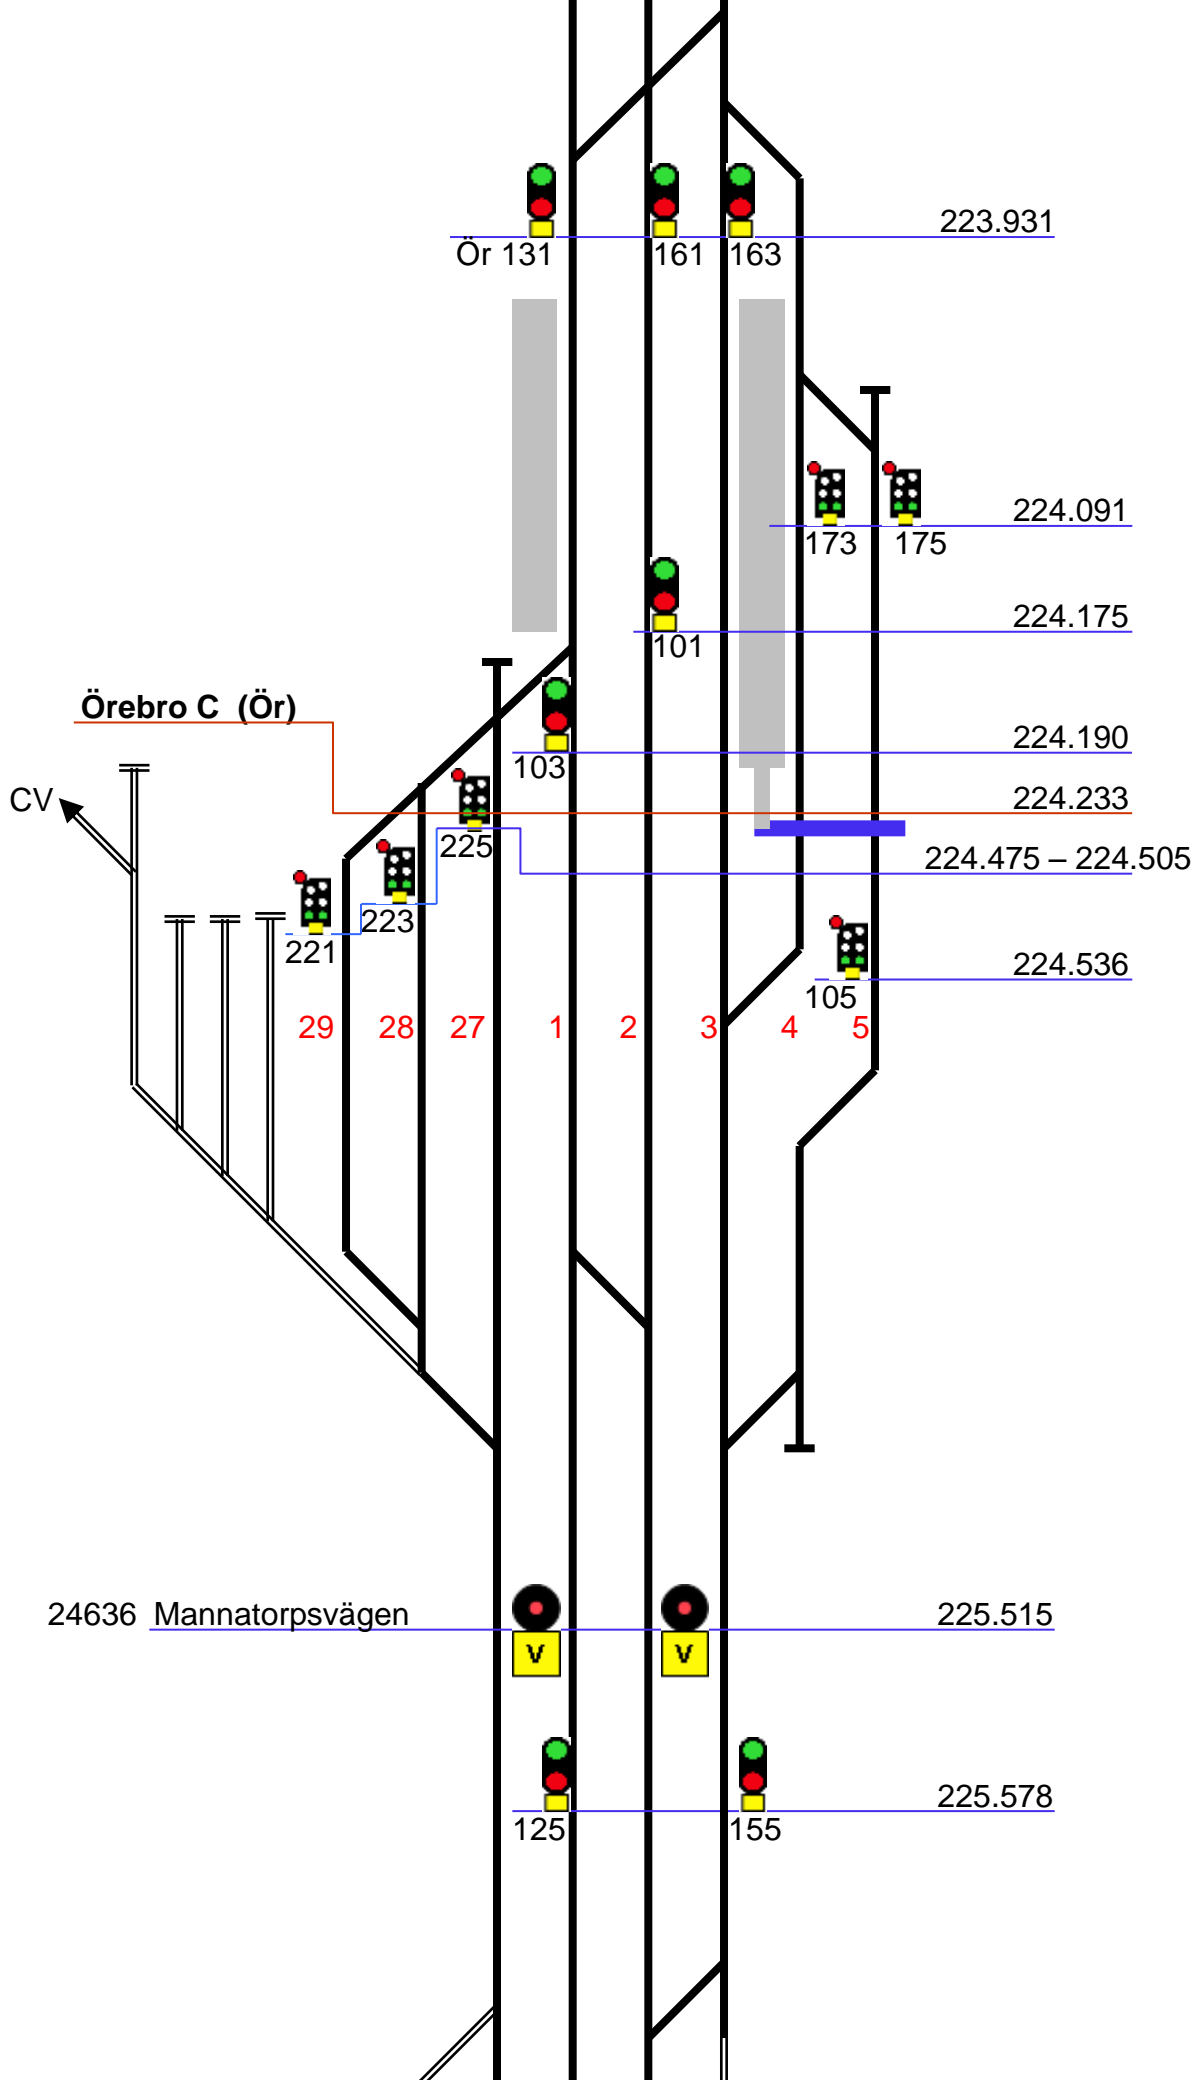 223.931
Ör 131 161 163
224.091
173 175
224.175
101
Örebro C (Ör)
224.190
103
CV
224.233
225
224.475 – 224.505
223
221
224.536
105
29 28 27 1 2 3 4 5
24636 Mannatorpsvägen 225.515
V V
225.578
125 155